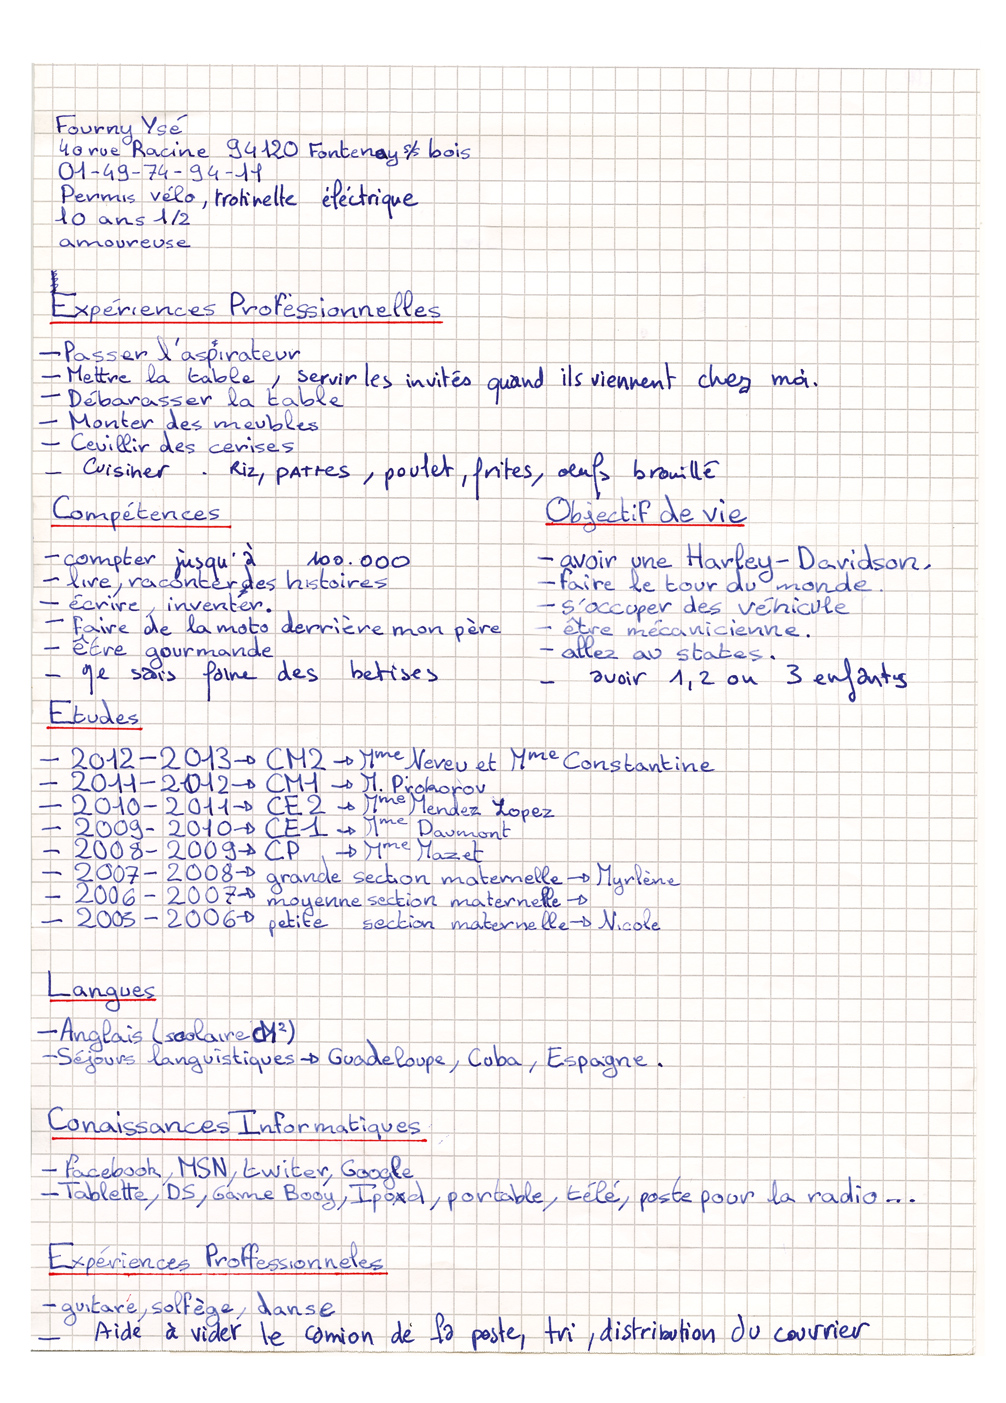 Fourny Ysé
40 rue Racine 94120 Fontenay s/s bois
01-49-74-94-11
Permis vélo, trotinette éléctrique
10 ans 1/2
amoureuse
Expériences Proféssionnelles
- Passer l'aspirateur
- Mettre la table, servir les invités quand ils viennent chez moi.
- Débarasser la table
- Monter des meubles
- Ceuillir des cerises
- Cuisiner. Riz, pattes, poulet, frites, œufs brouillé
Compétences
- compter jusqu'à 100.000
- lire, raconter des histoires
- écrire, inventer.
- Faire de la moto derrière mon père
- être gourmande
- ge sais faire des betises
Objectif de vie
- avoir une Harley-Davidson.
- faire le tour du monde.
- s'occuper des véhicule
- être mécanicienne.
- allez au states.
- avoir 1, 2 ou 3 enfants
Etudes
- 2012-2013→ CM2 → Mme Neveu et Mme Constantine
- 2011-2012→ CM1 → M. Prokorov
- 2010-2011→ CE2 → Mme Mendez Lopez
- 2009-2010→ CE1 → Mme Daumont
- 2008-2009→ CP → Mme Mazet
- 2007-2008→ grande section maternelle → Myrlène
- 2006-2007→ moyenne section maternelle →
- 2005-2006→ petite section maternelle → Nicole
Langues
- Anglais (scolaire CM2)
- Séjours languistiques → Guadeloupe, Cuba, Espagne.
Conaissances Informatiques
- Facebook, MSN, twiter, Google
- Tablette, DS, Game Booy, Ipod, portable, télé, poste pour la radio...
Expériences Proffessionneles
- guitare, solfège, danse
- Aidé à vider le camion de la poste, tri, distribution du courrier